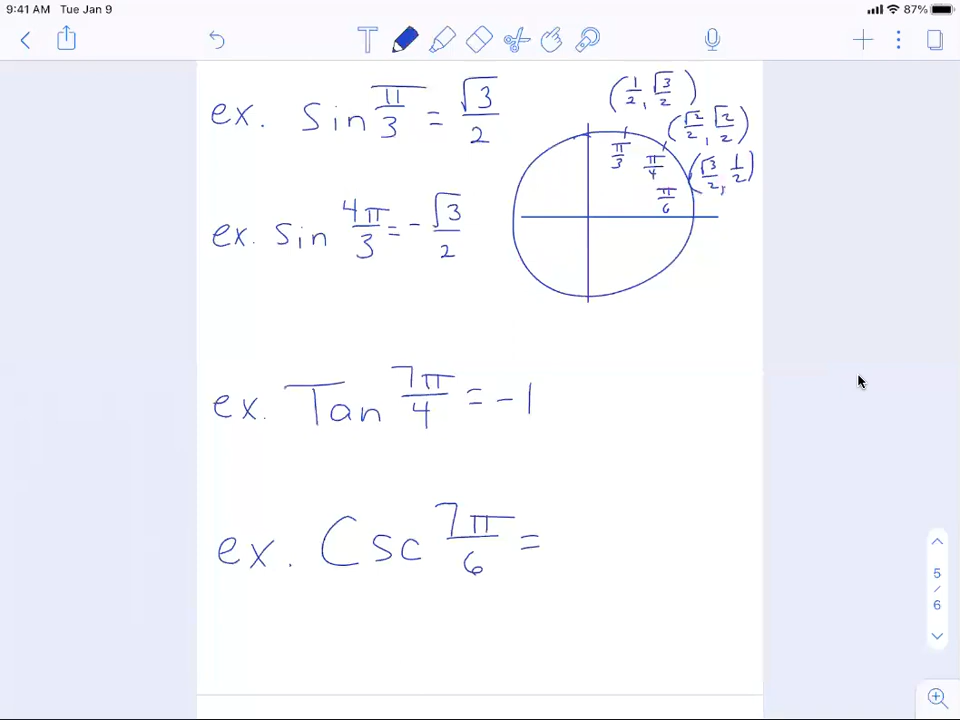 9:41 AM Tue Jan 9
87%
T
(1/2, √3/2)
ex. sin π/3 = √3/2
(√2/2, √2/2)
π/3
π/4
(√3/2, 1/2)
π/6
ex. sin 4π/3 = - √3/2
ex. Tan 7π/4 = -1
ex. Csc 7π/6 =
5
/
6